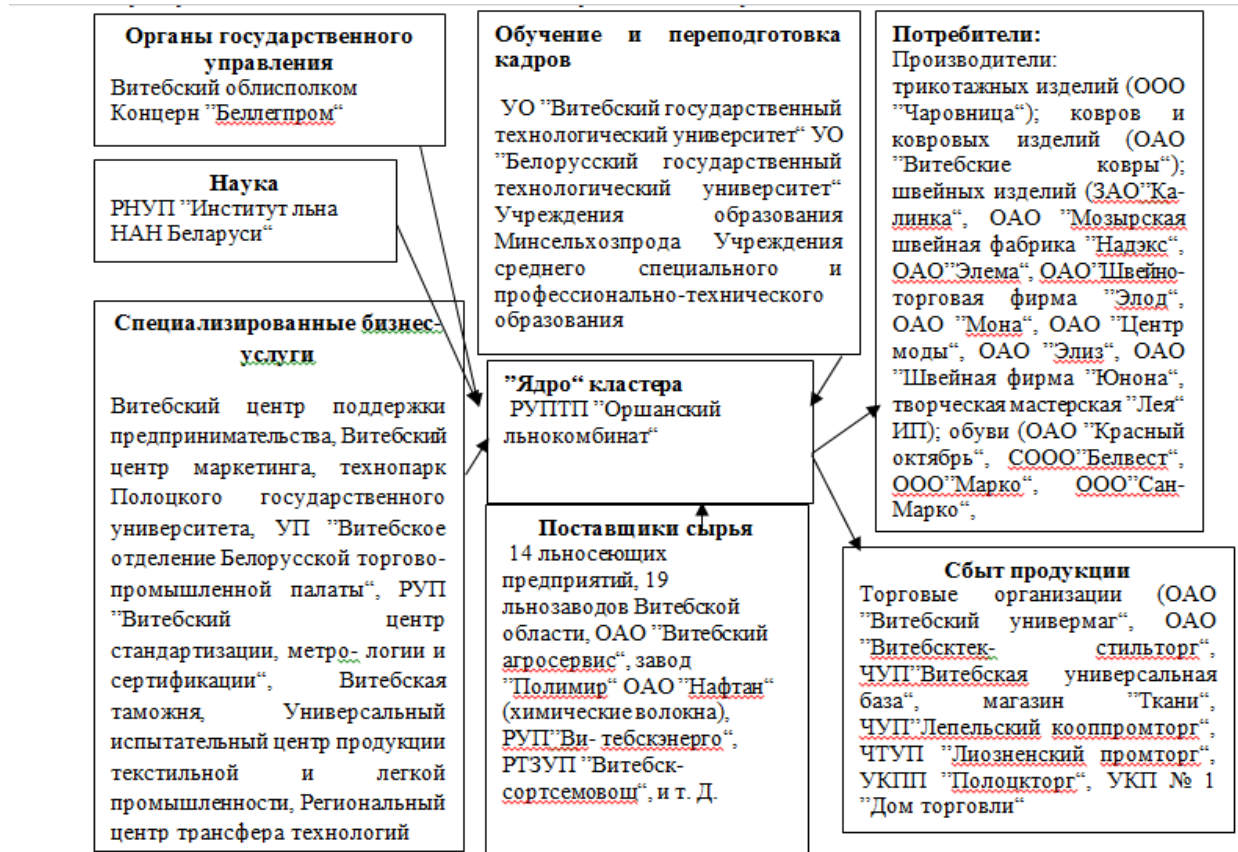 Органы государственного
управления
Витебский облисполком
Концерн ”Беллегпром“
Наука
РНУП ”Институт льна
НАН Беларуси“
Специализированные бизнес-
услуги
Витебский центр поддержки
предпринимательства, Витебский
центр маркетинга, технопарк
Полоцкого государственного
университета, УП ”Витебское
отделение Белорусской торгово-
промышленной палаты“, РУП
”Витебский центр
стандартизации, метро- логии и
сертификации“, Витебская
таможня, Универсальный
испытательный центр продукции
текстильной и легкой
промышленности, Региональный
центр трансфера технологий
Обучение и переподготовка
кадров
УО ”Витебский государственный
технологический университет“ УО
”Белорусский государственный
технологический университет“
Учреждения образования
Минсельхозпрода Учреждения
среднего специального и
профессионально-технического
образования
”Ядро“ кластера
РУПТП ”Оршанский
льнокомбинат“
Поставщики сырья
14 льносеющих
предприятий, 19
льнозаводов Витебской
области, ОАО ”Витебский
агросервис“, завод
”Полимир“ ОАО ”Нафтан“
(химические волокна),
РУП”Ви- тебскэнерго“,
РТЗУП ”Витебск-
сортсемовощ“, и т. Д.
Потребители:
Производители:
трикотажных изделий (ООО
”Чаровница“); ковров и
ковровых изделий (ОАО
”Витебские ковры“);
швейных изделий (ЗАО”Ка-
линка“, ОАО ”Мозырская
швейная фабрика ”Надэкс“,
ОАО”Элема“, ОАО”Швейно-
торговая фирма ”Элод“,
ОАО ”Мона“, ОАО ”Центр
моды“, ОАО ”Элиз“, ОАО
”Швейная фирма ”Юнона“,
творческая мастерская ”Лея“
ИП); обуви (ОАО ”Красный
октябрь“, СООО”Белвест“,
ООО”Марко“, ООО”Сан-
Марко“,
Сбыт продукции
Торговые организации (ОАО
”Витебский универмаг“, ОАО
”Витебсктек- стильторг“,
ЧУП”Витебская универсальная
база“, магазин ”Ткани“,
ЧУП”Лепельский кооппромторг“,
ЧТУП ”Лиозненский промторг“,
УКПП ”Полоцкторг“, УКП № 1
”Дом торговли“